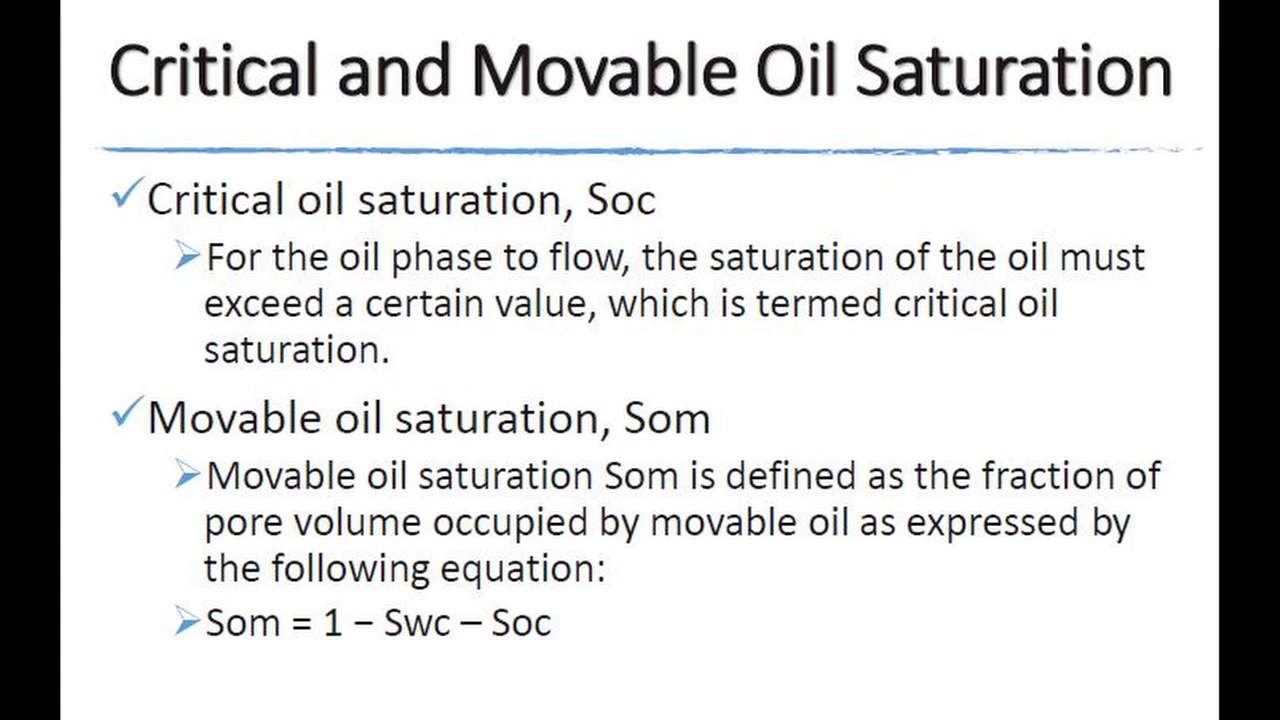 Critical and Movable Oil Saturation
Critical oil saturation, Soc
For the oil phase to flow, the saturation of the oil must
exceed a certain value, which is termed critical oil
saturation.
Movable oil saturation, Som
Movable oil saturation Som is defined as the fraction of
pore volume occupied by movable oil as expressed by
the following equation:
Som = 1 − Swc – Soc